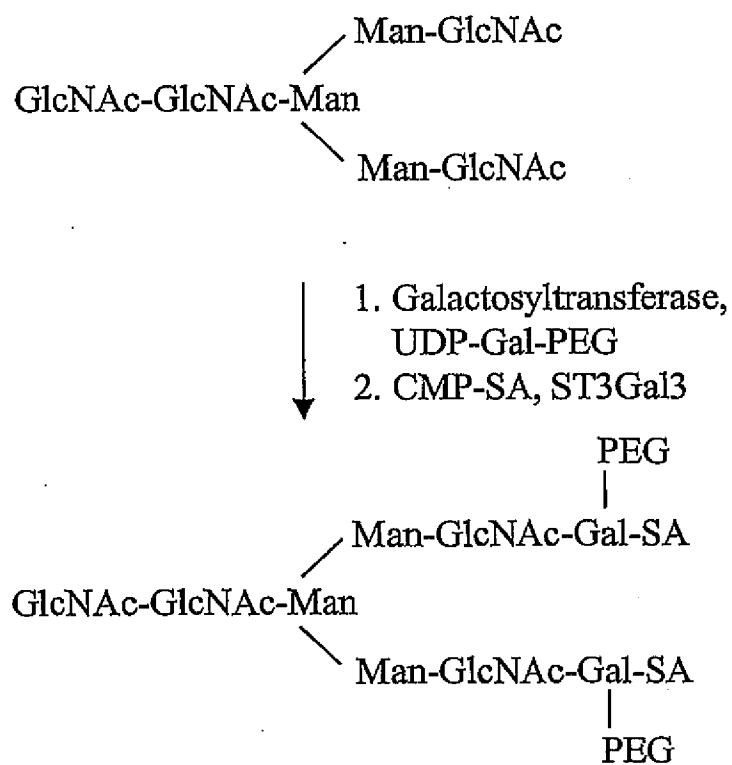 Man-GlcNAc
GlcNAc-GlcNAc-Man
Man-GlcNAc
1. Galactosyltransferase,
UDP-Gal-PEG
2. CMP-SA, ST3Gal3
PEG
Man-GlcNAc-Gal-SA
GlcNAc-GlcNAc-Man
Man-GlcNAc-Gal-SA
PEG